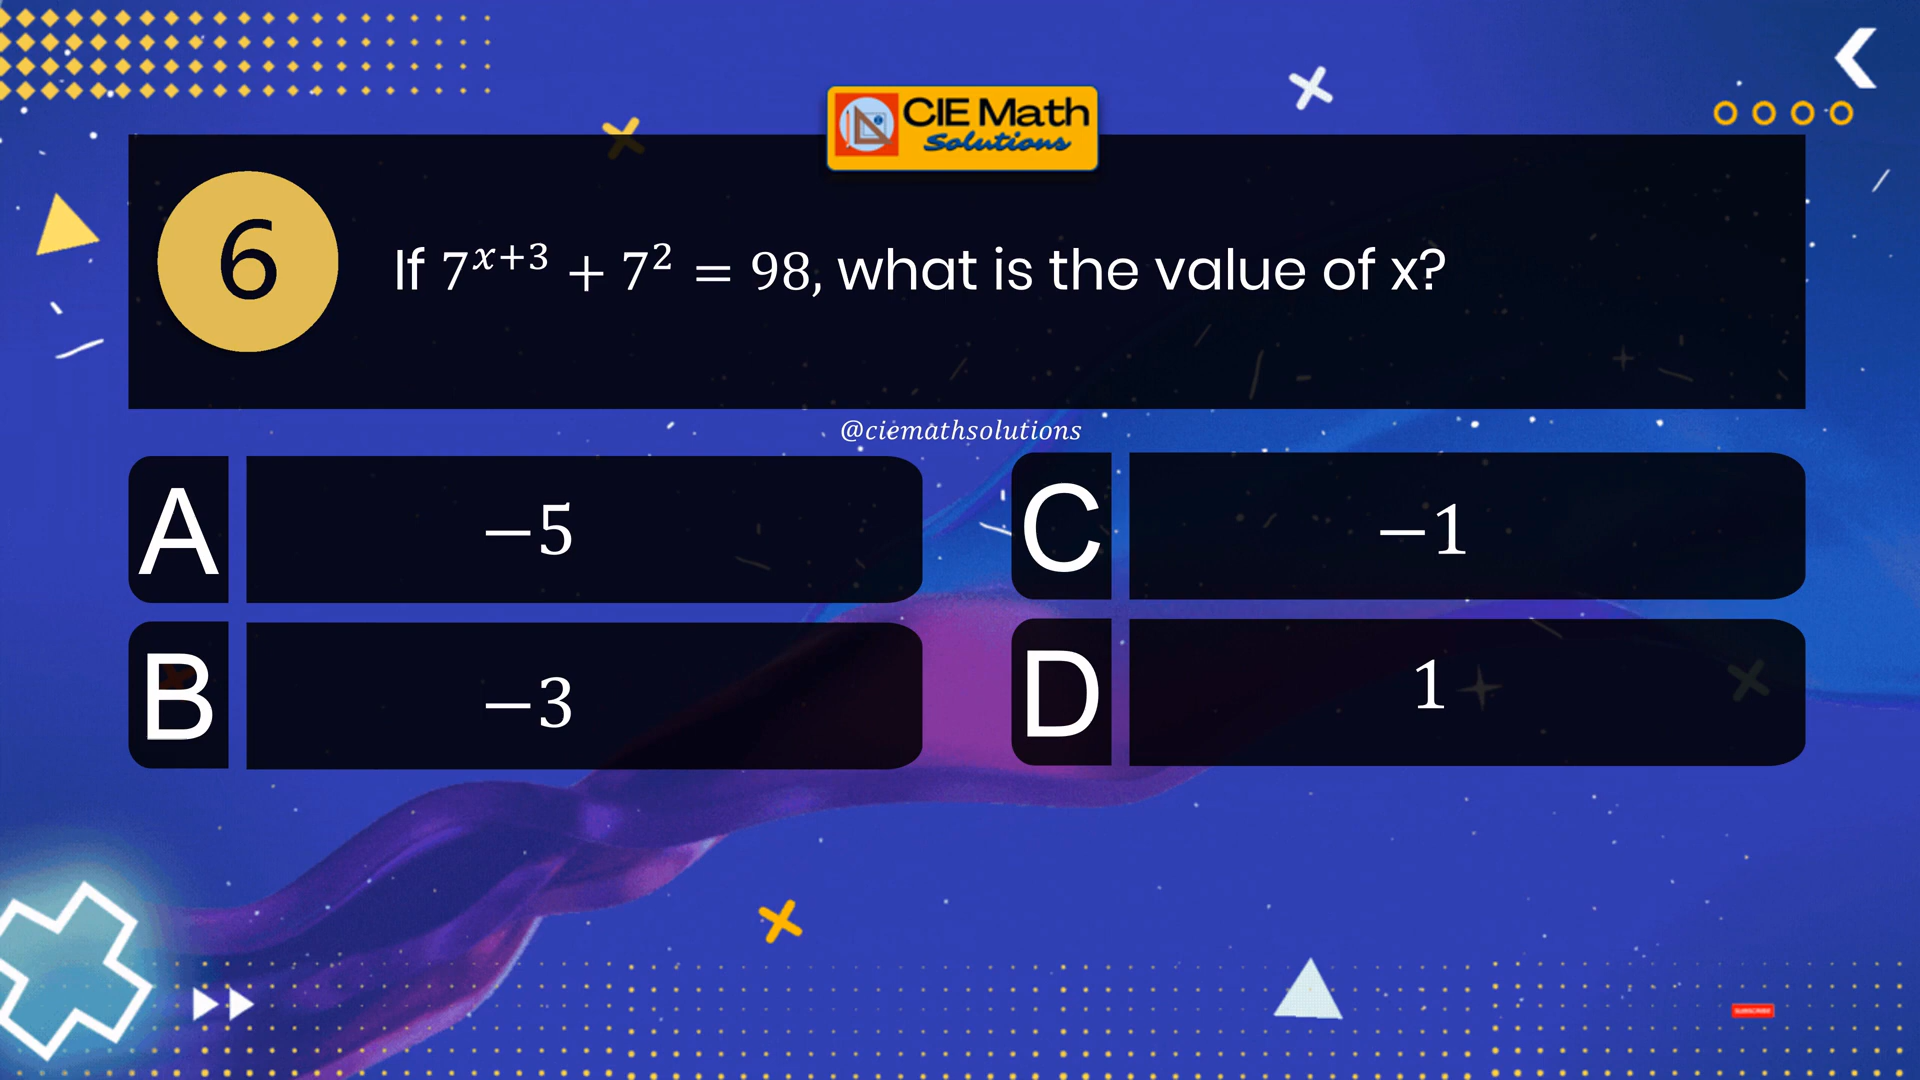 CIE Math
Solutions
6
If 7^{x+3} + 7^2 = 98, what is the value of x?
@ciemathsolutions
A
−5
C
−1
B
−3
D
1
SUBSCRIBE